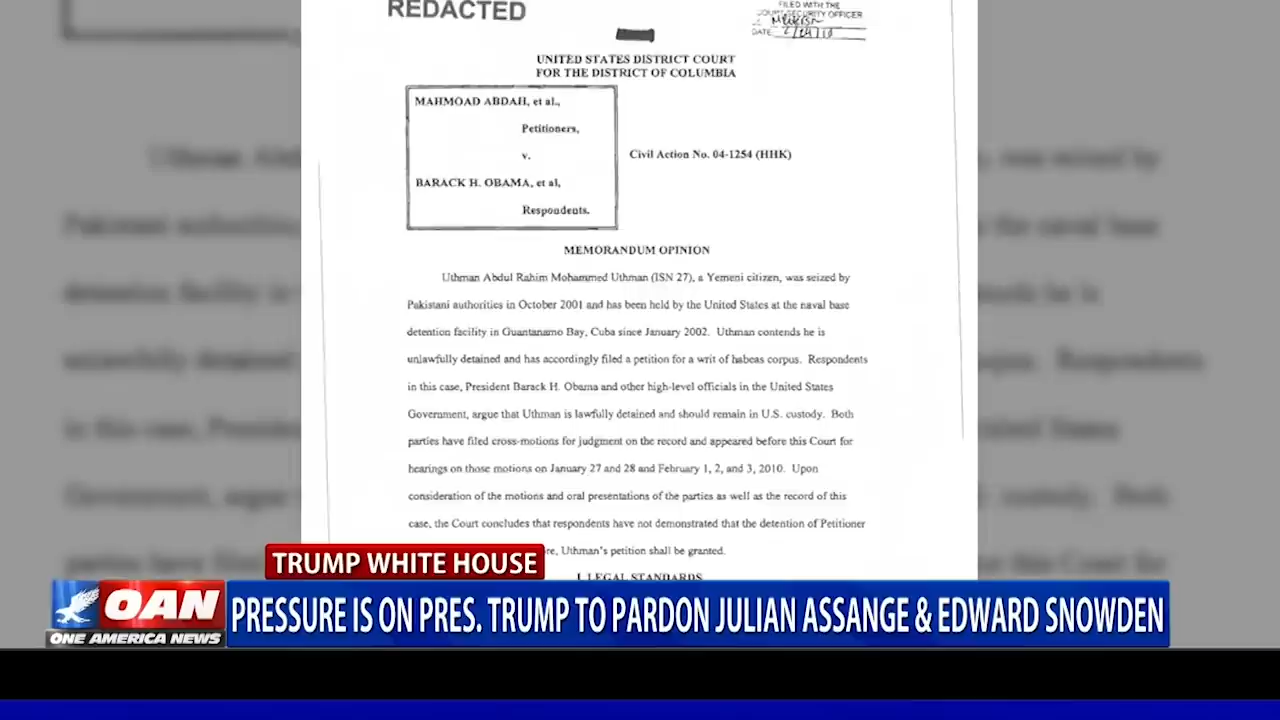 REDACTED
FILED WITH THE
COURT SECURITY OFFICER
DATE:
UNITED STATES DISTRICT COURT
FOR THE DISTRICT OF COLUMBIA
MAHMOAD ABDAH, et al.,
Petitioners,
v.
Civil Action No. 04-1254 (HHK)
BARACK H. OBAMA, et al,
Respondents.
MEMORANDUM OPINION
Uthman Abdul Rahim Mohammed Uthman (ISN 27), a Yemeni citizen, was seized by
Pakistani authorities in October 2001 and has been held by the United States at the naval base
detention facility in Guantanamo Bay, Cuba since January 2002. Uthman contends he is
unlawfully detained and has accordingly filed a petition for a writ of habeas corpus. Respondents
in this case, President Barack H. Obama and other high-level officials in the United States
Government, argue that Uthman is lawfully detained and should remain in U.S. custody. Both
parties have filed cross-motions for judgment on the record and appeared before this Court for
hearings on those motions on January 27 and 28 and February 1, 2, and 3, 2010. Upon
consideration of the motions and oral presentations of the parties as well as the record of this
case, the Court concludes that respondents have not demonstrated that the detention of Petitioner
re, Uthman's petition shall be granted.
I. LEGAL STANDARDS
TRUMP WHITE HOUSE
OAN
ONE AMERICA NEWS
PRESSURE IS ON PRES. TRUMP TO PARDON JULIAN ASSANGE & EDWARD SNOWDEN